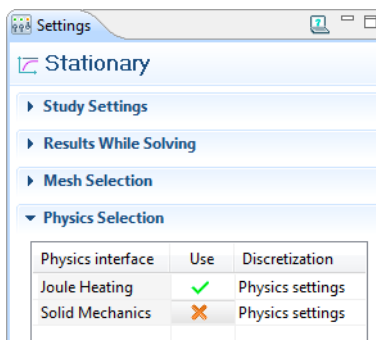 Settings
Stationary
Study Settings
Results While Solving
Mesh Selection
Physics Selection
Physics interface Use Discretization
Joule Heating Physics settings
Solid Mechanics Physics settings